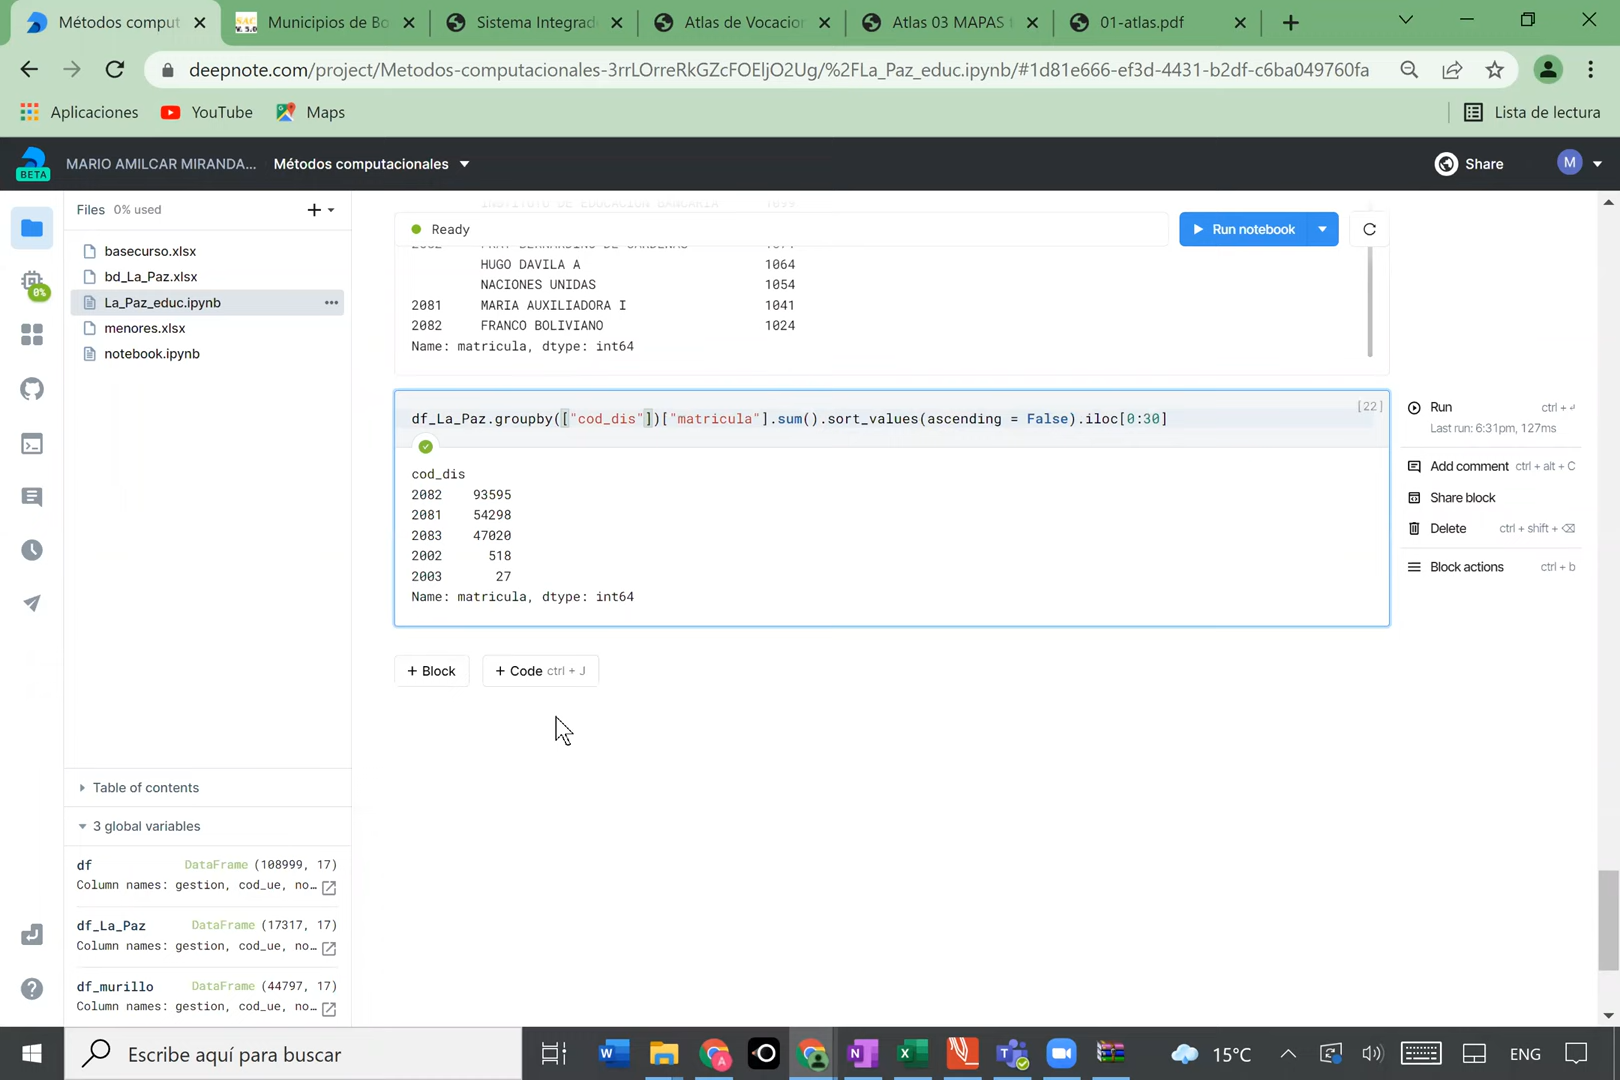 Métodos comput
Municipios de Bo
Sistema Integrad
Atlas de Vocacion
Atlas 03 MAPAS t
01-atlas.pdf
deepnote.com/project/Metodos-computacionales-3rrLOrreRkGZcFOEljO2Ug/%2FLa_Paz_educ.ipynb/#1d81e666-ef3d-4431-b2df-c6ba049760fa
Aplicaciones
YouTube
Maps
Lista de lectura
BETA
MARIO AMILCAR MIRANDA...
Métodos computacionales
Share
M
Files 0% used
basecurso.xlsx
bd_La_Paz.xlsx
La_Paz_educ.ipynb
menores.xlsx
notebook.ipynb
0%
INSTITUTO DE EDUCACION BANCARIA 1099
Ready
Run notebook
HUGO DAVILA A 1064
NACIONES UNIDAS 1054
2081 MARIA AUXILIADORA I 1041
2082 FRANCO BOLIVIANO 1024
Name: matricula, dtype: int64
df_La_Paz.groupby(["cod_dis"])["matricula"].sum().sort_values(ascending = False).iloc[0:30]
[22]
cod_dis
2082 93595
2081 54298
2083 47020
2002 518
2003 27
Name: matricula, dtype: int64
Run ctrl + ↵
Last run: 6:31pm, 127ms
Add comment ctrl + alt + C
Share block
Delete ctrl + shift + ⌫
Block actions ctrl + b
+ Block
+ Code ctrl + J
Table of contents
3 global variables
df DataFrame (108999, 17)
Column names: gestion, cod_ue, no...
df_La_Paz DataFrame (17317, 17)
Column names: gestion, cod_ue, no...
df_murillo DataFrame (44797, 17)
Column names: gestion, cod_ue, no...
Escribe aquí para buscar
15°C
ENG